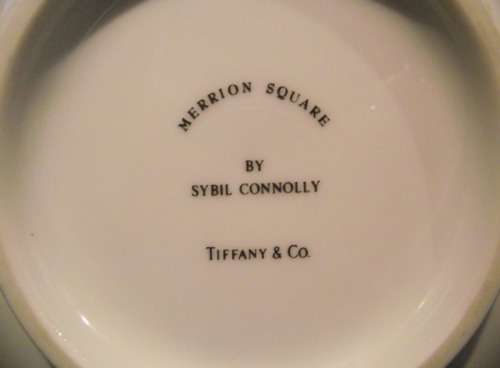 MERRION SQUARE
BY
SYBIL CONNOLLY
TIFFANY & CO.